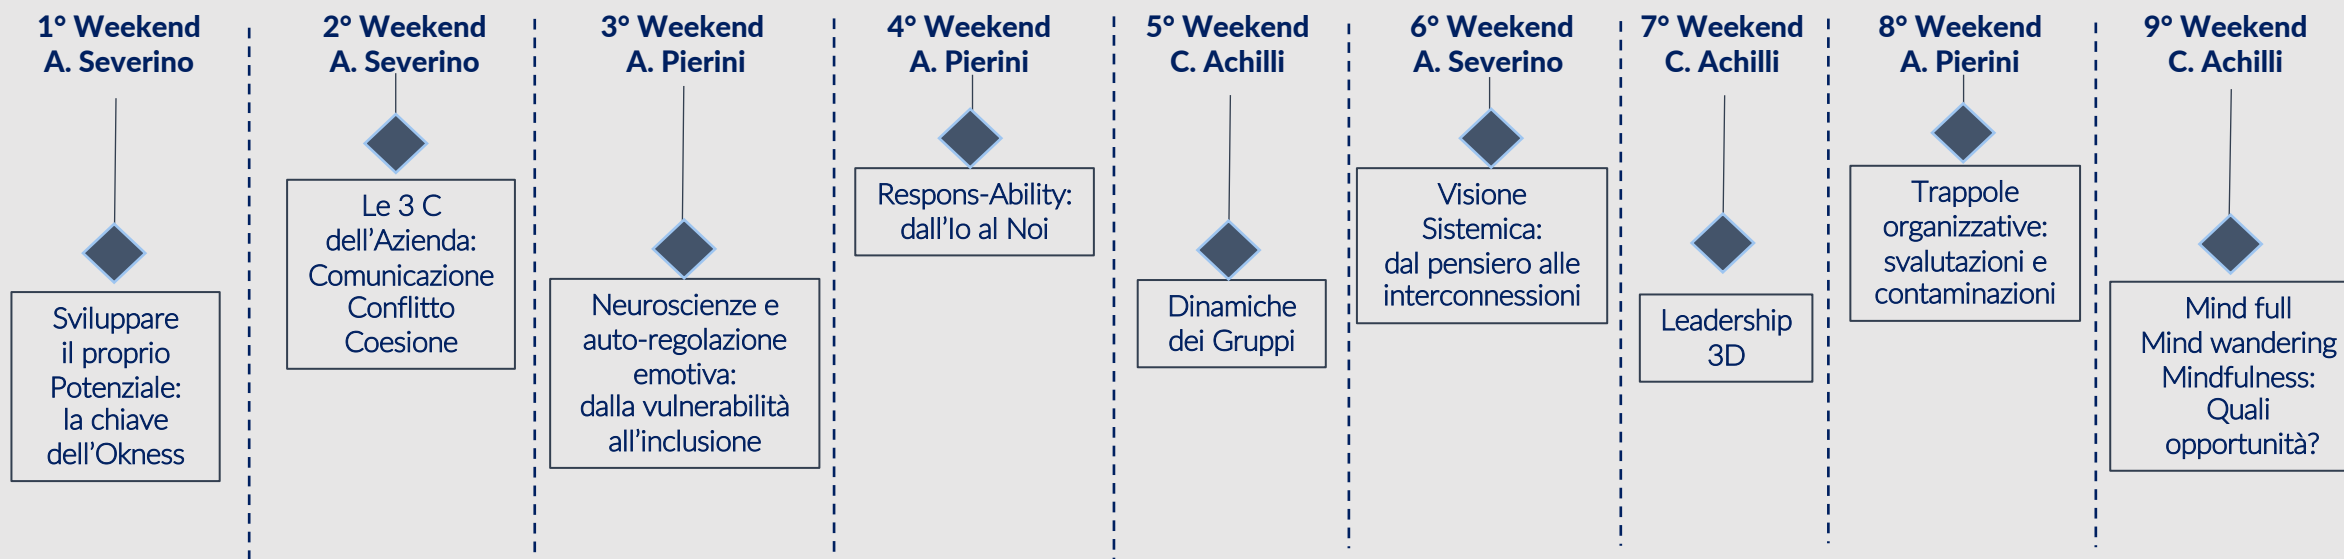 1° Weekend
A. Severino
Sviluppare
il proprio
Potenziale:
la chiave
dell’Okness
2° Weekend
A. Severino
Le 3 C
dell’Azienda:
Comunicazione
Conflitto
Coesione
3° Weekend
A. Pierini
Neuroscienze e
auto-regolazione
emotiva:
dalla vulnerabilità
all’inclusione
4° Weekend
A. Pierini
Respons-Ability:
dall’Io al Noi
5° Weekend
C. Achilli
Dinamiche
dei Gruppi
6° Weekend
A. Severino
Visione
Sistemica:
dal pensiero alle
interconnessioni
7° Weekend
C. Achilli
Leadership
3D
8° Weekend
A. Pierini
Trappole
organizzative:
svalutazioni e
contaminazioni
9° Weekend
C. Achilli
Mind full
Mind wandering
Mindfulness:
Quali
opportunità?